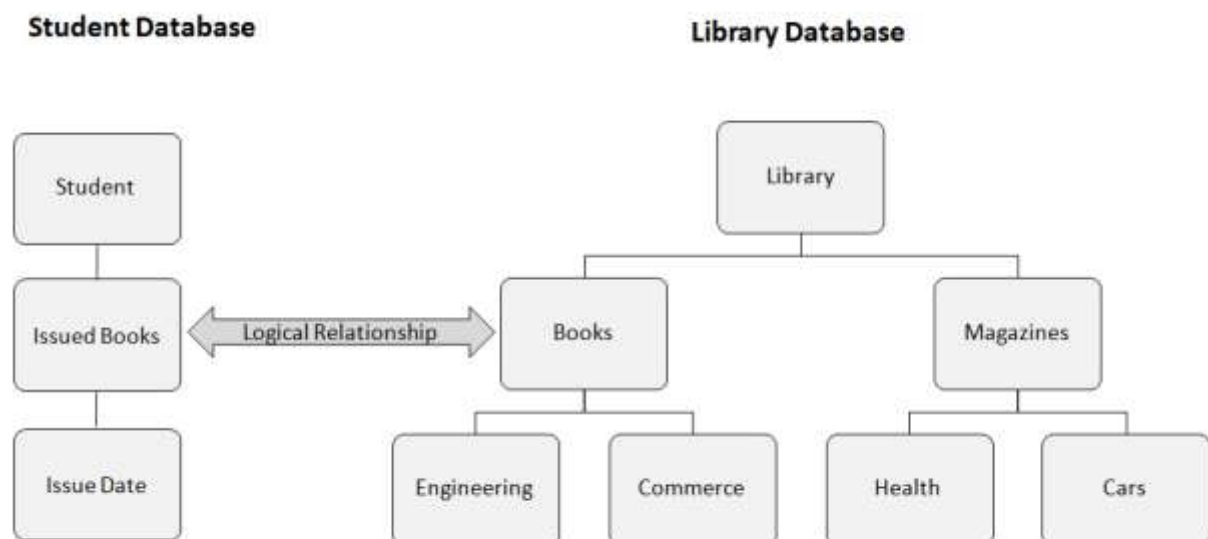 Student Database
Library Database
Student
Library
Issued Books
Logical Relationship
Books
Magazines
Issue Date
Engineering
Commerce
Health
Cars